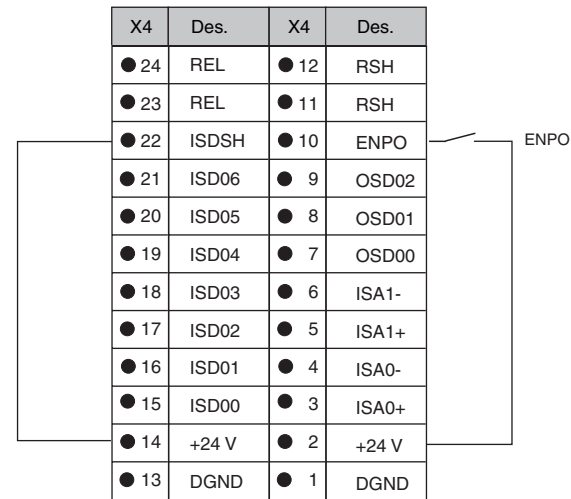 X4 Des. X4 Des.
24 REL 12 RSH
23 REL 11 RSH
22 ISDSH 10 ENPO ENPO
21 ISD06 9 OSD02
20 ISD05 8 OSD01
19 ISD04 7 OSD00
18 ISD03 6 ISA1-
17 ISD02 5 ISA1+
16 ISD01 4 ISA0-
15 ISD00 3 ISA0+
14 +24 V 2 +24 V
13 DGND 1 DGND